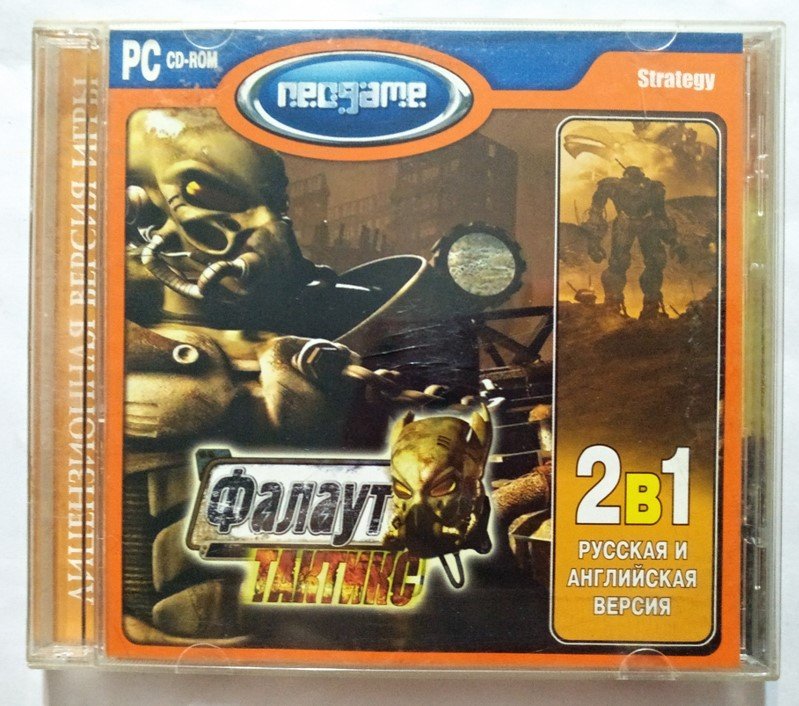 PC CD-ROM
neogame
Strategy
ЛИЦЕНЗИОННАЯ ВЕРСИЯ ИГРЫ
Фалаут
ТАКТИКС
2в1
РУССКАЯ И
АНГЛИЙСКАЯ
ВЕРСИЯ